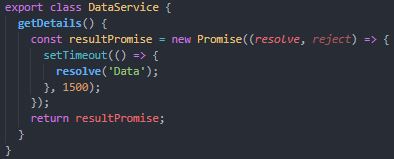 export class DataService {
  getDetails() {
    const resultPromise = new Promise((resolve, reject) => {
      setTimeout(() => {
        resolve('Data');
      }, 1500);
    });
    return resultPromise;
  }
}